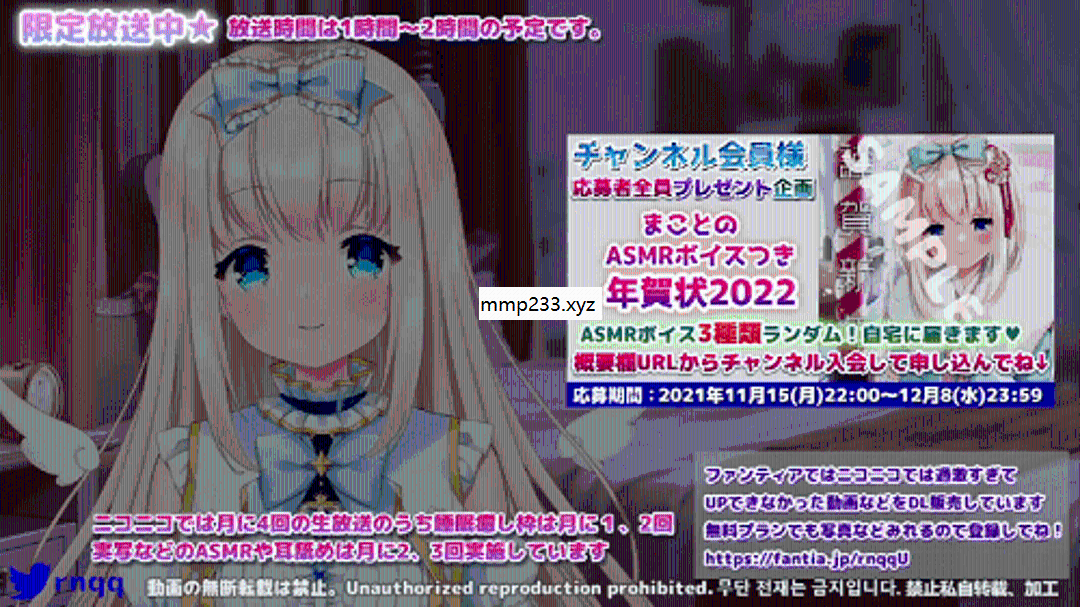 限定放送中★ 放送時間は1時間~2時間の予定です。
チャンネル会員様
応募者全員プレゼント企画
まことの
ASMRボイスつき
年賀状2022
ASMRボイス3種類ランダム!自宅に届きます♥
概要欄URLからチャンネル入会して申し込んでね↓
応募期間:2021年11月15(月)22:00~12月8(水)23:59
謹賀新
SAMPLE
mmp233.xyz
ファンティアではニコニコでは過激すぎて
UPできなかった動画などをDL販売しています
無料プランでも写真などみれるので登録してね!
https://fantia.jp/rnqqU
ニコニコでは月に4回の生放送のうち睡眠癒し枠は月に1、2回
実写などのASMRや耳舐めは月に2、3回実施しています
rnqq 動画の無断転載は禁止。Unauthorized reproduction prohibited. 무단 전재는 금지입니다. 禁止私自转载、加工